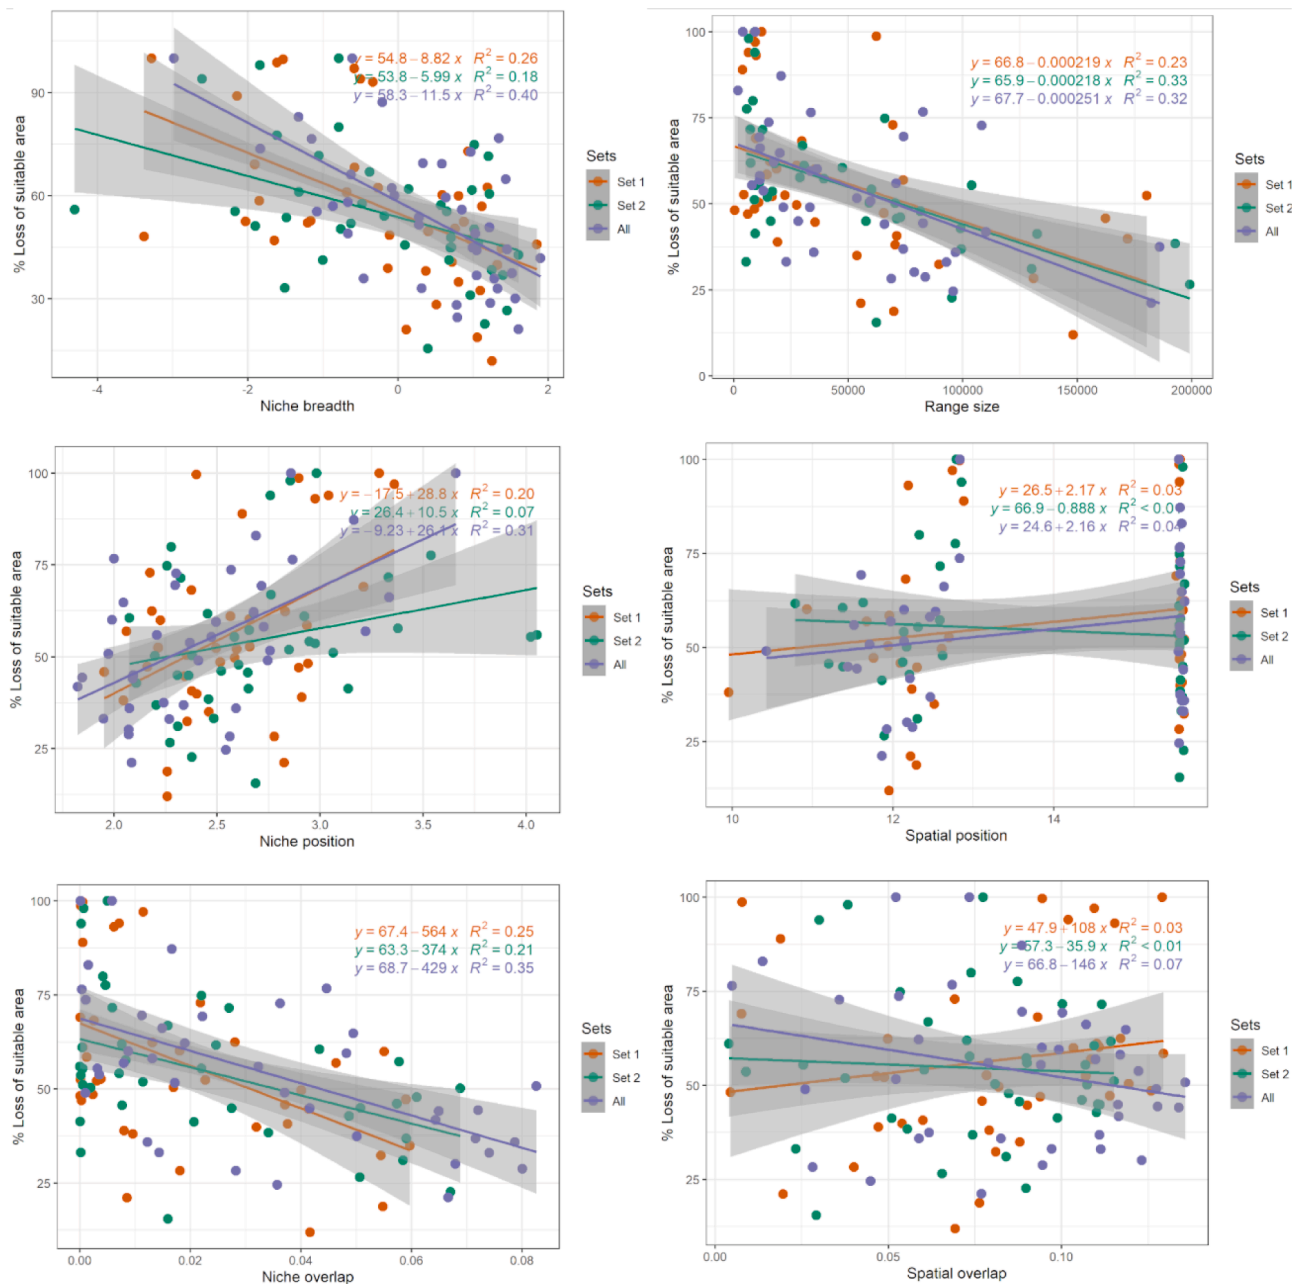 y = 54.8 − 8.82 x  R² = 0.26
y = 53.8 − 5.99 x  R² = 0.18
y = 58.3 − 11.5 x  R² = 0.40
% Loss of suitable area
90
60
30
-4
-2
0
2
Niche breadth
Sets
Set 1
Set 2
All
y = 66.8 − 0.000219 x  R² = 0.23
y = 65.9 − 0.000218 x  R² = 0.33
y = 67.7 − 0.000251 x  R² = 0.32
% Loss of suitable area
100
75
50
25
0
0
50000
100000
150000
200000
Range size
Sets
Set 1
Set 2
All
y = −17.5 + 28.8 x  R² = 0.20
y = 26.4 + 10.5 x  R² = 0.07
y = −9.23 + 26.1 x  R² = 0.31
% Loss of suitable area
100
75
50
25
2.0
2.5
3.0
3.5
4.0
Niche position
Sets
Set 1
Set 2
All
y = 26.5 + 2.17 x  R² = 0.03
y = 66.9 − 0.888 x  R² < 0.01
y = 24.6 + 2.16 x  R² = 0.04
% Loss of suitable area
100
75
50
25
10
12
14
Spatial position
Sets
Set 1
Set 2
All
y = 67.4 − 564 x  R² = 0.25
y = 63.3 − 374 x  R² = 0.21
y = 68.7 − 429 x  R² = 0.35
% Loss of suitable area
100
75
50
25
0.00
0.02
0.04
0.06
0.08
Niche overlap
Sets
Set 1
Set 2
All
y = 47.9 + 108 x  R² = 0.03
y = 57.3 − 35.9 x  R² < 0.01
y = 66.8 − 146 x  R² = 0.07
% Loss of suitable area
100
75
50
25
0.00
0.05
0.10
Spatial overlap
Sets
Set 1
Set 2
All